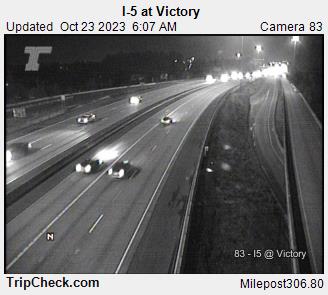 I-5 at Victory
Updated Oct 23 2023 6:07 AM Camera 83
T
N
83 - I5 @ Victory
TripCheck.com Milepost306.80